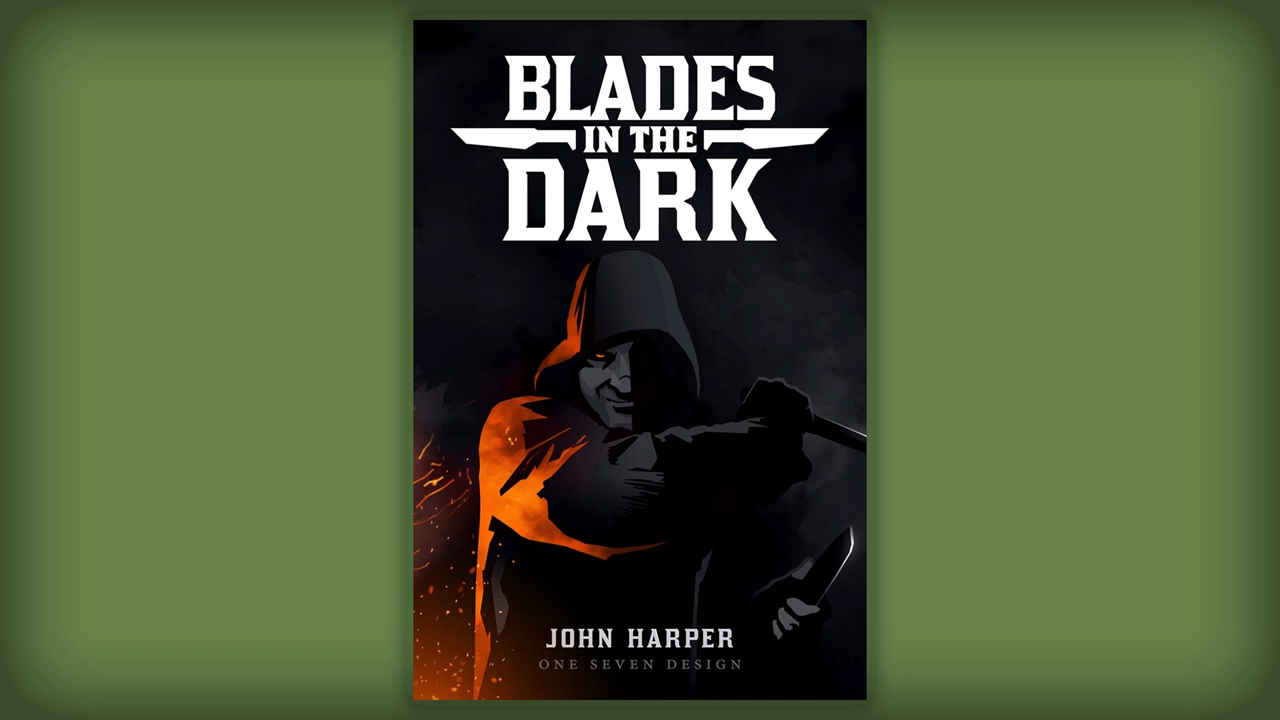 BLADES
IN THE
DARK
JOHN HARPER
ONE SEVEN DESIGN